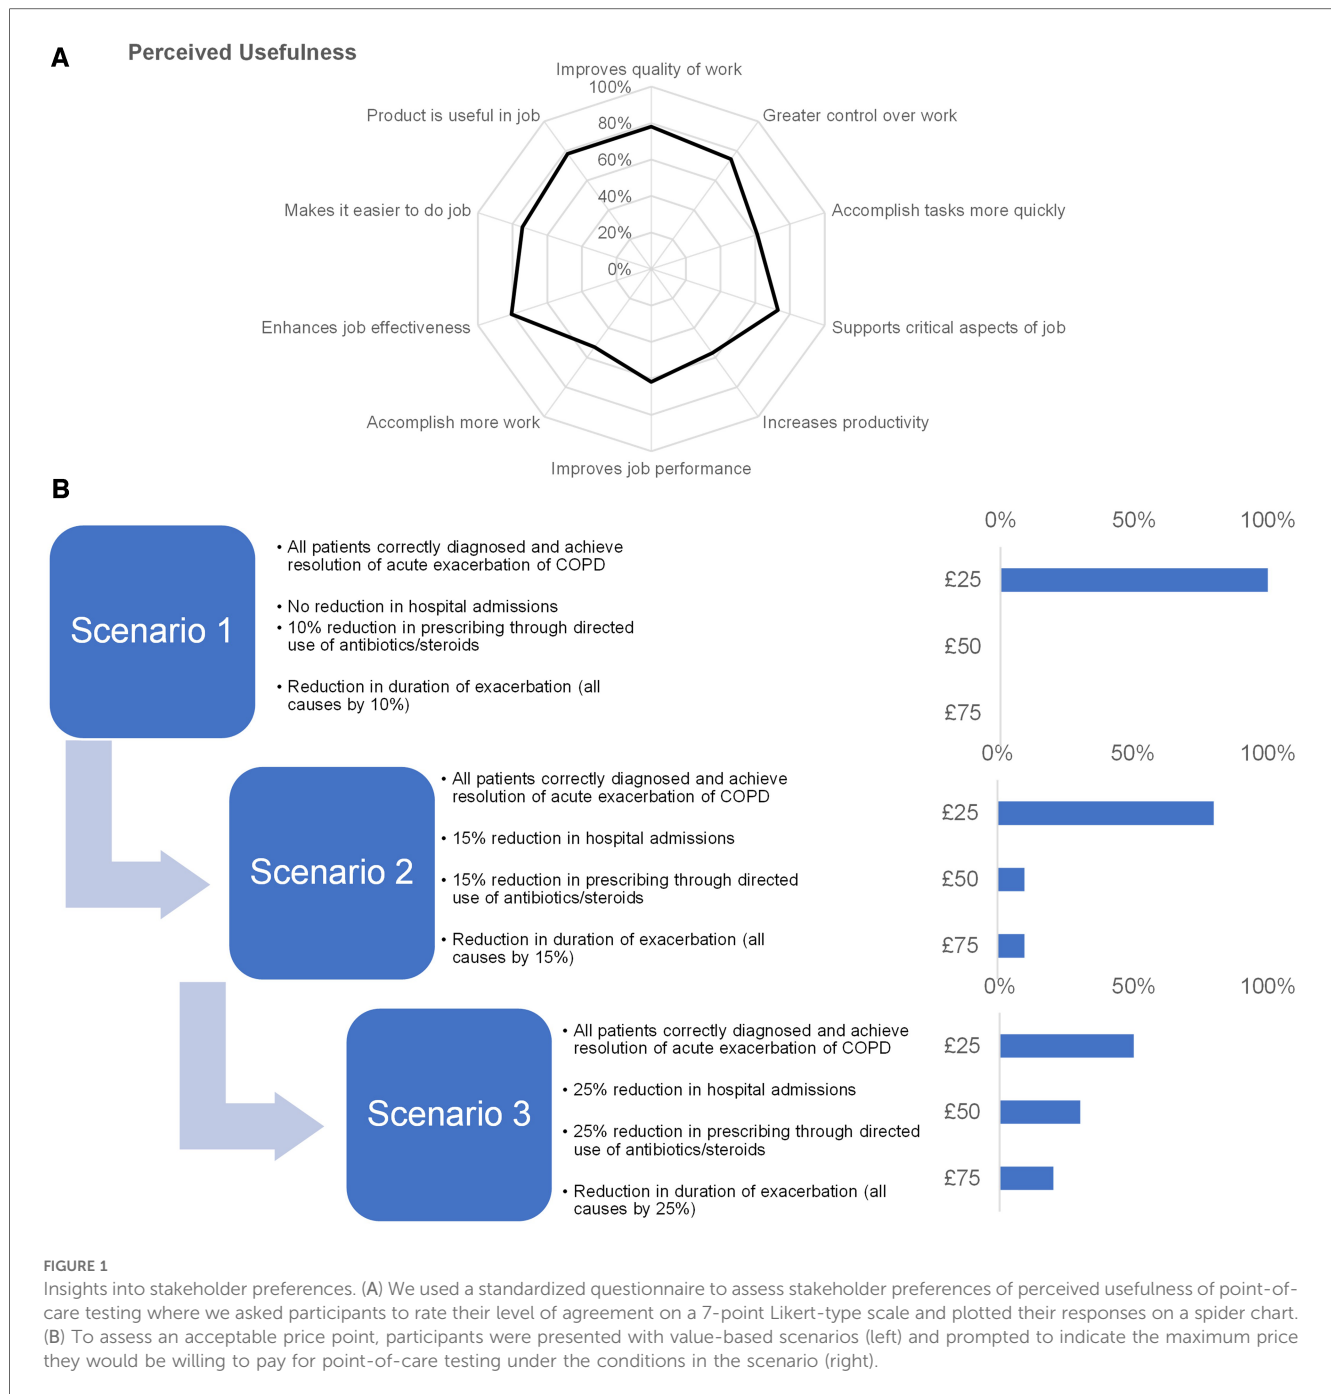 A
Perceived Usefulness
Improves quality of work
100%
80%
60%
40%
20%
0%
Greater control over work
Accomplish tasks more quickly
Supports critical aspects of job
Increases productivity
Improves job performance
Accomplish more work
Enhances job effectiveness
Makes it easier to do job
Product is useful in job
B
Scenario 1
• All patients correctly diagnosed and achieve
resolution of acute exacerbation of COPD
• No reduction in hospital admissions
• 10% reduction in prescribing through directed
use of antibiotics/steroids
• Reduction in duration of exacerbation (all
causes by 10%)
0% 50% 100%
£25
£50
£75
Scenario 2
• All patients correctly diagnosed and achieve
resolution of acute exacerbation of COPD
• 15% reduction in hospital admissions
• 15% reduction in prescribing through directed
use of antibiotics/steroids
• Reduction in duration of exacerbation (all
causes by 15%)
0% 50% 100%
£25
£50
£75
Scenario 3
• All patients correctly diagnosed and achieve
resolution of acute exacerbation of COPD
• 25% reduction in hospital admissions
• 25% reduction in prescribing through directed
use of antibiotics/steroids
• Reduction in duration of exacerbation (all
causes by 25%)
0% 50% 100%
£25
£50
£75
FIGURE 1
Insights into stakeholder preferences. (A) We used a standardized questionnaire to assess stakeholder preferences of perceived usefulness of point-of-
care testing where we asked participants to rate their level of agreement on a 7-point Likert-type scale and plotted their responses on a spider chart.
(B) To assess an acceptable price point, participants were presented with value-based scenarios (left) and prompted to indicate the maximum price
they would be willing to pay for point-of-care testing under the conditions in the scenario (right).